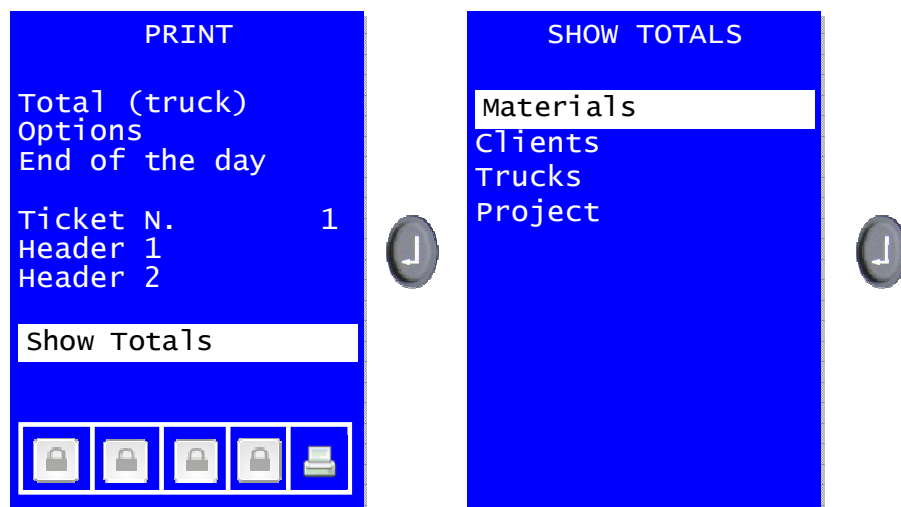 PRINT
Total (truck)
Options
End of the day
Ticket N. 1
Header 1
Header 2
Show Totals
SHOW TOTALS
Materials
Clients
Trucks
Project